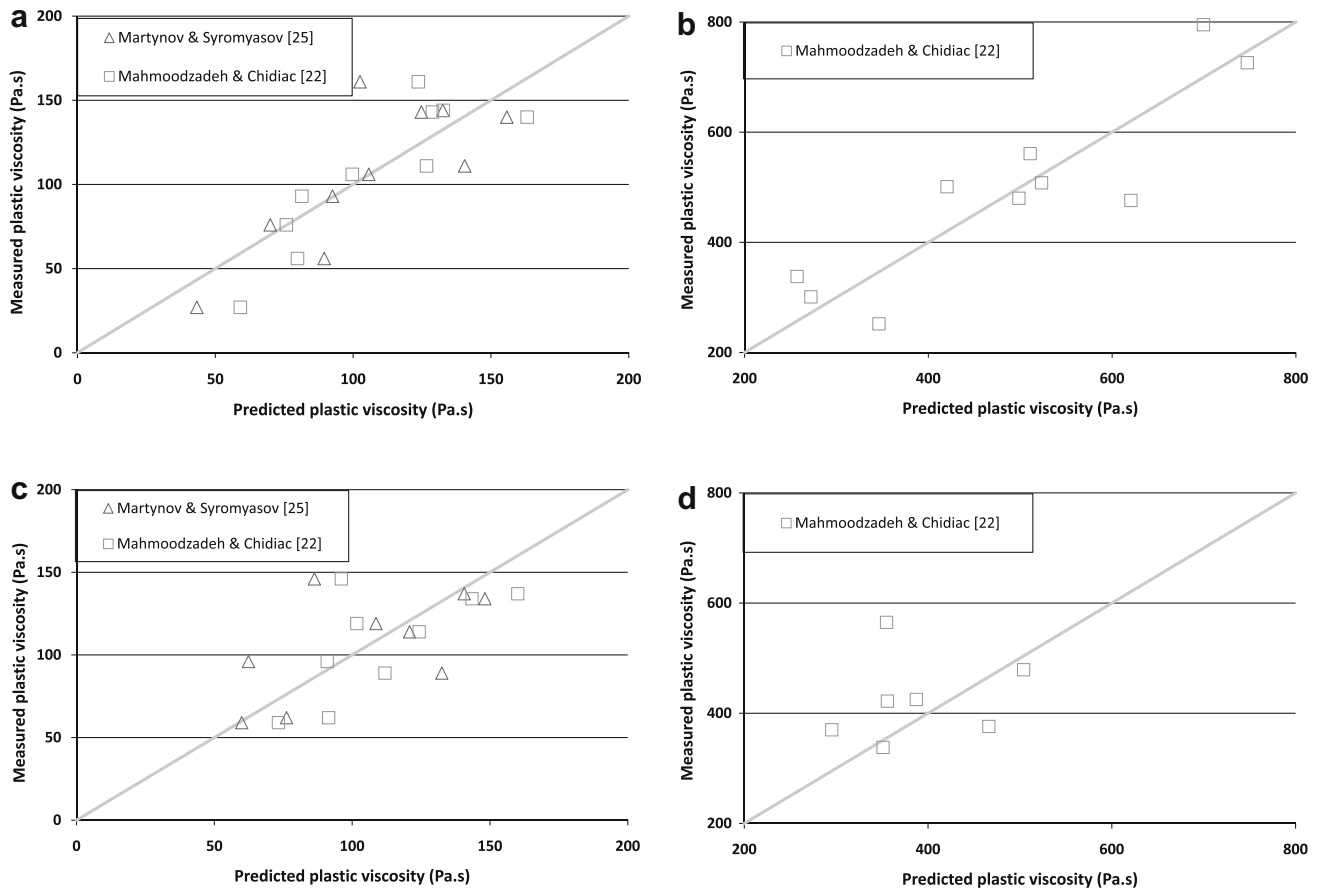 a
200
150
100
50
0
Measured plastic viscosity (Pa.s)
Martynov & Syromyasov [25]
Mahmoodzadeh & Chidiac [22]
0 50 100 150 200
Predicted plastic viscosity (Pa.s)
b
800
600
400
200
Measured plastic viscosity (Pa.s)
Mahmoodzadeh & Chidiac [22]
200 400 600 800
Predicted plastic viscosity (Pa.s)
c
200
150
100
50
0
Measured plastic viscosity (Pa.s)
Martynov & Syromyasov [25]
Mahmoodzadeh & Chidiac [22]
0 50 100 150 200
Predicted plastic viscosity (Pa.s)
d
800
600
400
200
Measured plastic viscosity (Pa.s)
Mahmoodzadeh & Chidiac [22]
200 400 600 800
Predicted plastic viscosity (Pa.s)